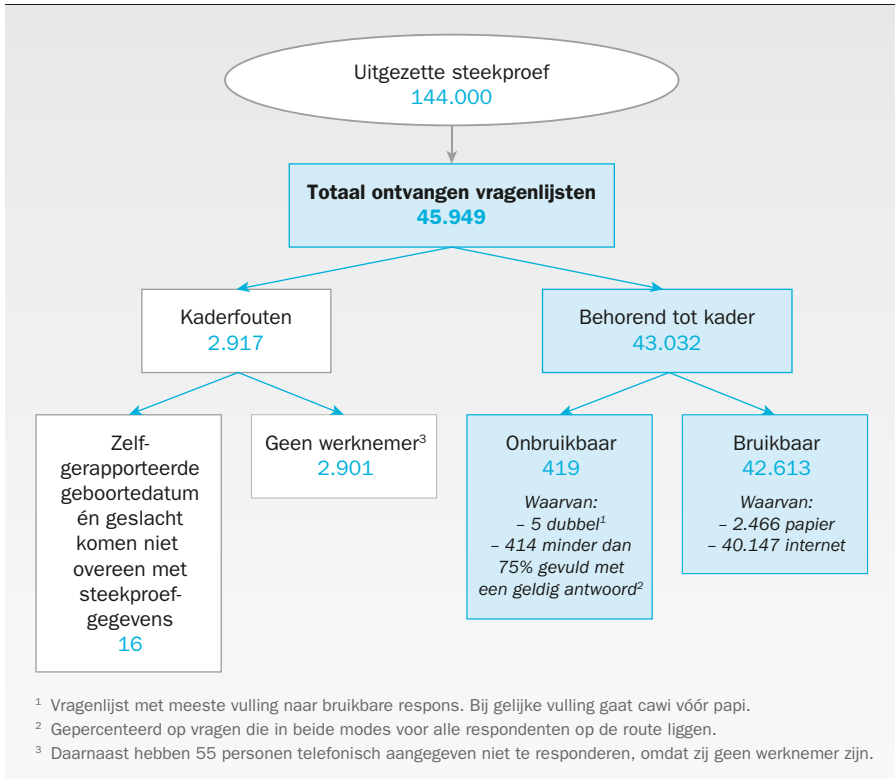 Uitgezette steekproef
144.000
Totaal ontvangen vragenlijsten
45.949
Kaderfouten
2.917
Behorend tot kader
43.032
Zelf-
gerapporteerde
geboortedatum
én geslacht
komen niet
overeen met
steekproef-
gegevens
16
Geen werknemer³
2.901
Onbruikbaar
419
Waarvan:
– 5 dubbel¹
– 414 minder dan
75% gevuld met
een geldig antwoord²
Bruikbaar
42.613
Waarvan:
– 2.466 papier
– 40.147 internet
¹ Vragenlijst met meeste vulling naar bruikbare respons. Bij gelijke vulling gaat cawi vóór papi.
² Gepercenteerd op vragen die in beide modes voor alle respondenten op de route liggen.
³ Daarnaast hebben 55 personen telefonisch aangegeven niet te responderen, omdat zij geen werknemer zijn.